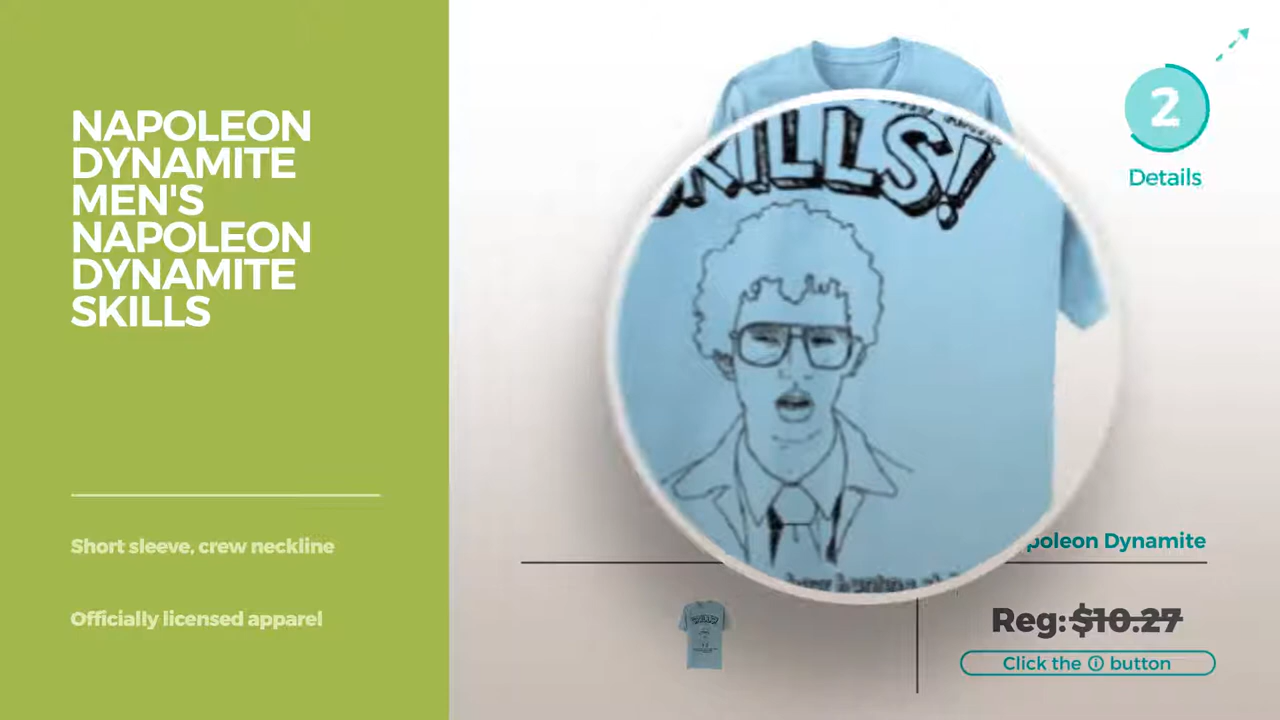 NAPOLEON
DYNAMITE
MEN'S
NAPOLEON
DYNAMITE
SKILLS
Short sleeve, crew neckline
Officially licensed apparel
KILLS!
2
Details
poleon Dynamite
Reg: $10.27
Click the ⓘ button